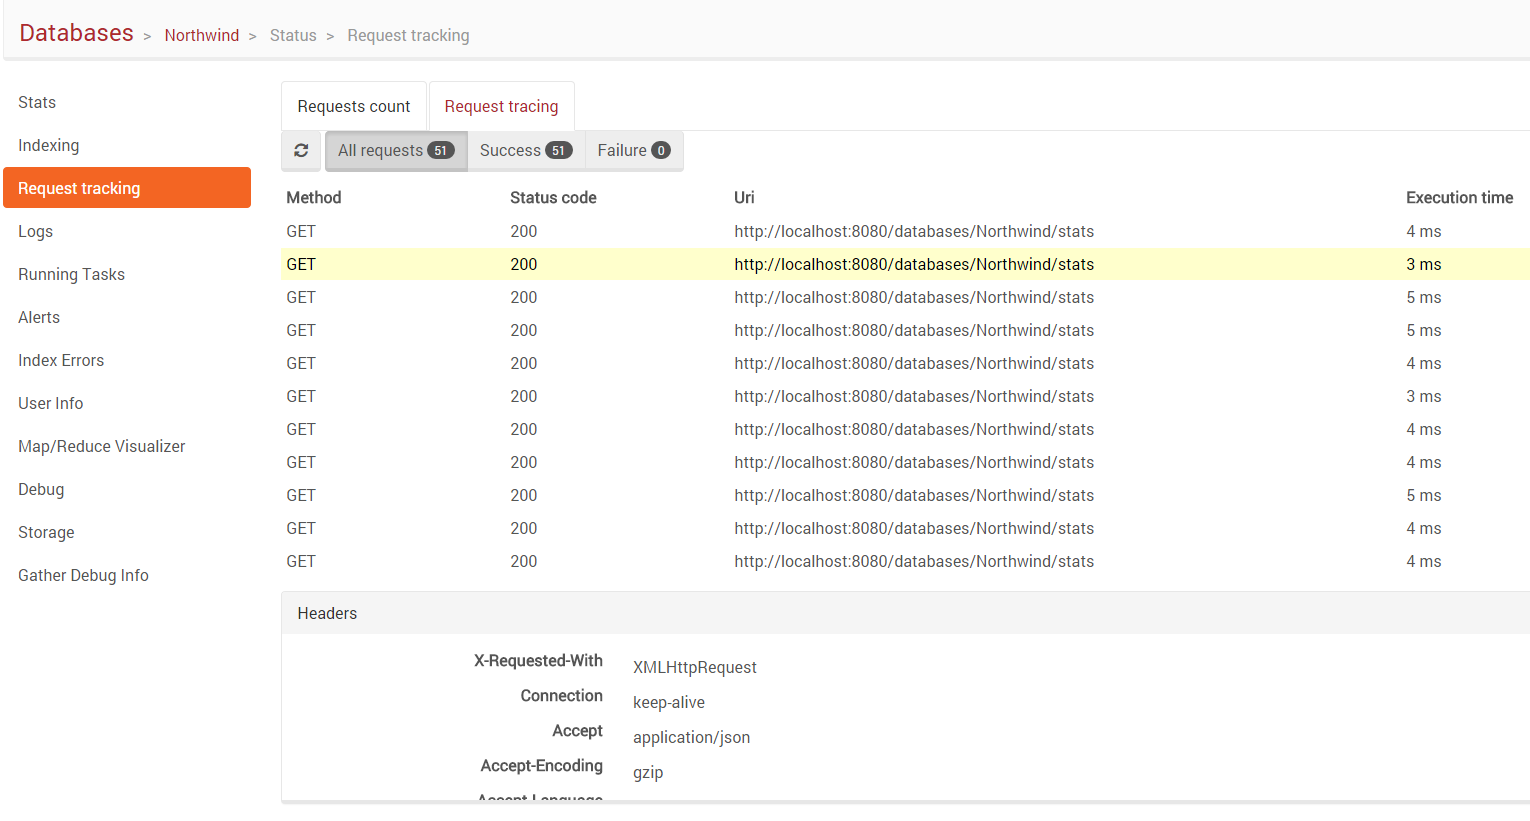 Databases > Northwind > Status > Request tracking
Stats
Indexing
Request tracking
Logs
Running Tasks
Alerts
Index Errors
User Info
Map/Reduce Visualizer
Debug
Storage
Gather Debug Info
Requests count Request tracing
All requests 51 Success 51 Failure 0
Method Status code Uri Execution time
GET 200 http://localhost:8080/databases/Northwind/stats 4 ms
GET 200 http://localhost:8080/databases/Northwind/stats 3 ms
GET 200 http://localhost:8080/databases/Northwind/stats 5 ms
GET 200 http://localhost:8080/databases/Northwind/stats 5 ms
GET 200 http://localhost:8080/databases/Northwind/stats 4 ms
GET 200 http://localhost:8080/databases/Northwind/stats 3 ms
GET 200 http://localhost:8080/databases/Northwind/stats 4 ms
GET 200 http://localhost:8080/databases/Northwind/stats 4 ms
GET 200 http://localhost:8080/databases/Northwind/stats 5 ms
GET 200 http://localhost:8080/databases/Northwind/stats 4 ms
GET 200 http://localhost:8080/databases/Northwind/stats 4 ms
Headers
X-Requested-With XMLHttpRequest
Connection keep-alive
Accept application/json
Accept-Encoding gzip
Accept-Language